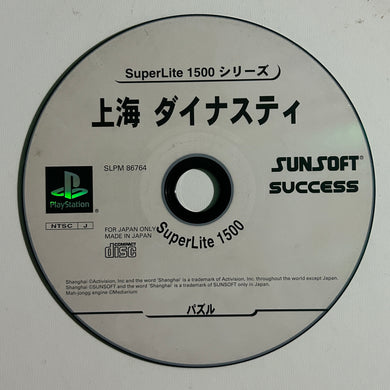 SuperLite 1500 シリーズ
上海 ダイナスティ
SLPM 86764
SUNSOFT®
SUCCESS
PlayStation
NTSC J
FOR JAPAN ONLY
MADE IN JAPAN
COMPACT
disc
SuperLite 1500
Shanghai ©Activision, Inc and the word 'Shanghai' is a trademark of Activision, Inc. throughout the world except Japan,
Shanghai ©SUNSOFT and the word 'Shanghai' is a trademark of SUNSOFT only in Japan.
Mah-jongg engine ©Mediarium
パズル